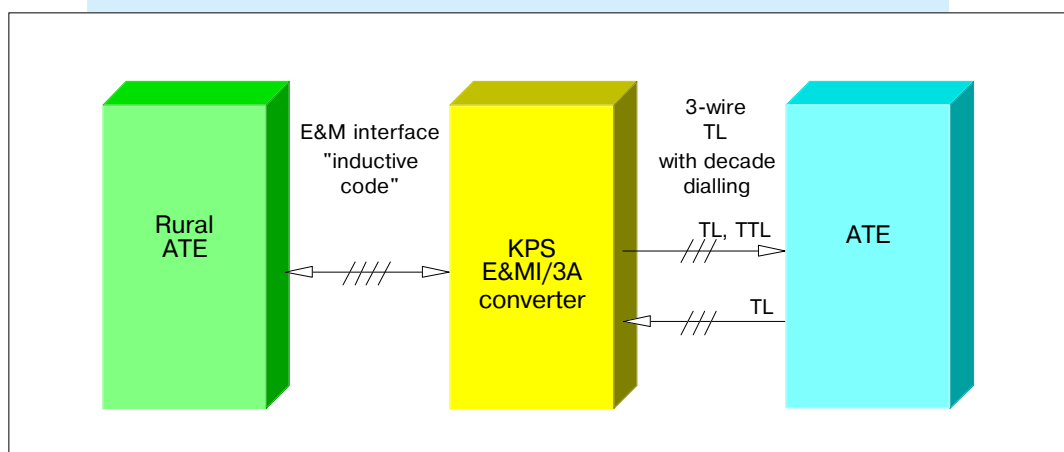 Rural
ATE
E&M interface
"inductive
code"
KPS
E&MI/3A
converter
3-wire
TL
with decade
dialling
TL, TTL
TL
ATE